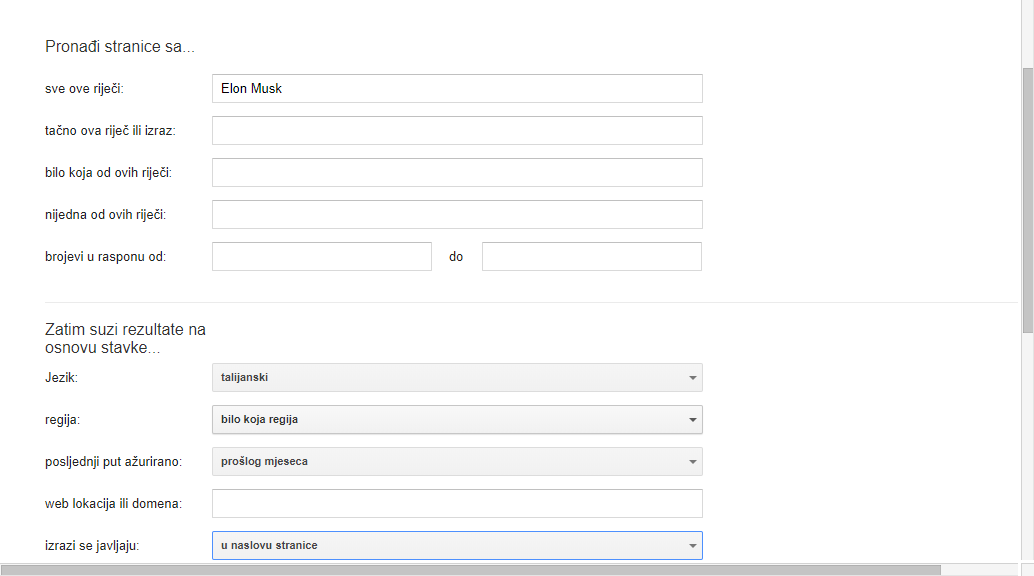 Pronađi stranice sa...
sve ove riječi: Elon Musk
tačno ova riječ ili izraz:
bilo koja od ovih riječi:
nijedna od ovih riječi:
brojevi u rasponu od: do
Zatim suzi rezultate na
osnovu stavke...
Jezik: talijanski
regija: bilo koja regija
posljednji put ažurirano: prošlog mjeseca
web lokacija ili domena:
izrazi se javljaju: u naslovu stranice